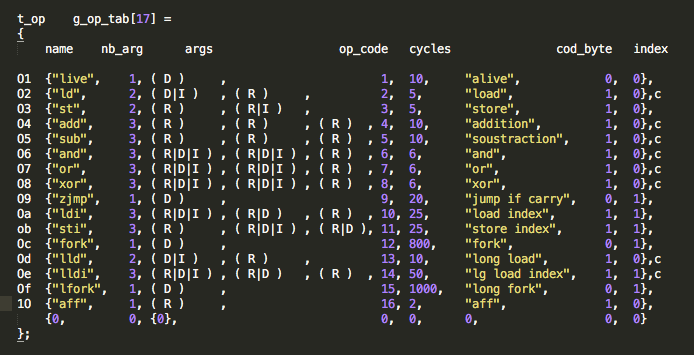 t_op    g_op_tab[17] =
{
    name    nb_arg      args                  op_code   cycles               cod_byte   index
01  {"live",    1, ( D )     ,                      1,  10,     "alive",            0,  0},
02  {"ld",      2, ( D|I )   , ( R )     ,          2,  5,      "load",             1,  0},c
03  {"st",      2, ( R )     , ( R|I )   ,          3,  5,      "store",            1,  0},
04  {"add",     3, ( R )     , ( R )     , ( R )  , 4,  10,     "addition",         1,  0},c
05  {"sub",     3, ( R )     , ( R )     , ( R )  , 5,  10,     "soustraction",     1,  0},c
06  {"and",     3, ( R|D|I ) , ( R|D|I ) , ( R )  , 6,  6,      "and",              1,  0},c
07  {"or",      3, ( R|D|I ) , ( R|D|I ) , ( R )  , 7,  6,      "or",               1,  0},c
08  {"xor",     3, ( R|D|I ) , ( R|D|I ) , ( R )  , 8,  6,      "xor",              1,  0},c
09  {"zjmp",    1, ( D )     ,                      9,  20,     "jump if carry",    0,  1},
0a  {"ldi",     3, ( R|D|I ) , ( R|D )   , ( R )  , 10, 25,     "load index",       1,  1},
ob  {"sti",     3, ( R )     , ( R|D|I ) , ( R|D ), 11, 25,     "store index",      1,  1},
0c  {"fork",    1, ( D )     ,                      12, 800,    "fork",             0,  1},
0d  {"lld",     2, ( D|I )   , ( R )     ,          13, 10,     "long load",        1,  0},c
0e  {"lldi",    3, ( R|D|I ) , ( R|D )   , ( R )  , 14, 50,     "lg load index",    1,  1},c
0f  {"lfork",   1, ( D )     ,                      15, 1000,   "long fork",        0,  1},
10  {"aff",     1, ( R )     ,                      16, 2,      "aff",              1,  0},
    {0,         0, {0},                             0,  0,      0,                  0,  0}
};